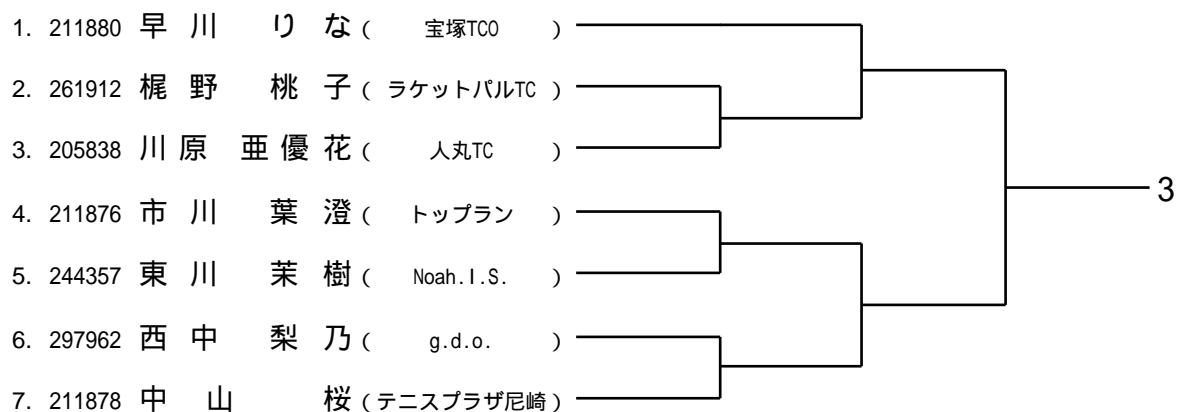 1. 211880 早川 りな ( 宝塚TCO )
2. 261912 梶野 桃子 ( ラケットパルTC )
3. 205838 川原 亜優花 ( 人丸TC )
3
4. 211876 市川 葉澄 ( トップラン )
5. 244357 東川 茉樹 ( Noah.I.S. )
6. 297962 西中 梨乃 ( g.d.o. )
7. 211878 中山 桜 ( テニスプラザ尼崎 )